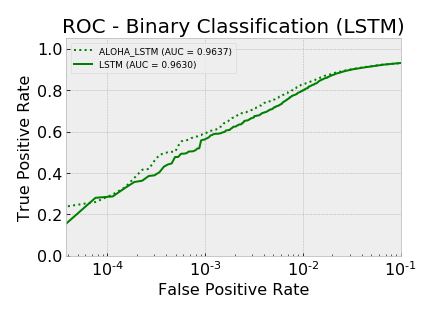 ROC - Binary Classification (LSTM)
ALOHA_LSTM (AUC = 0.9637)
LSTM (AUC = 0.9630)
True Positive Rate
1.0
0.8
0.6
0.4
0.2
0.0
10⁻⁴ 10⁻³ 10⁻² 10⁻¹
False Positive Rate